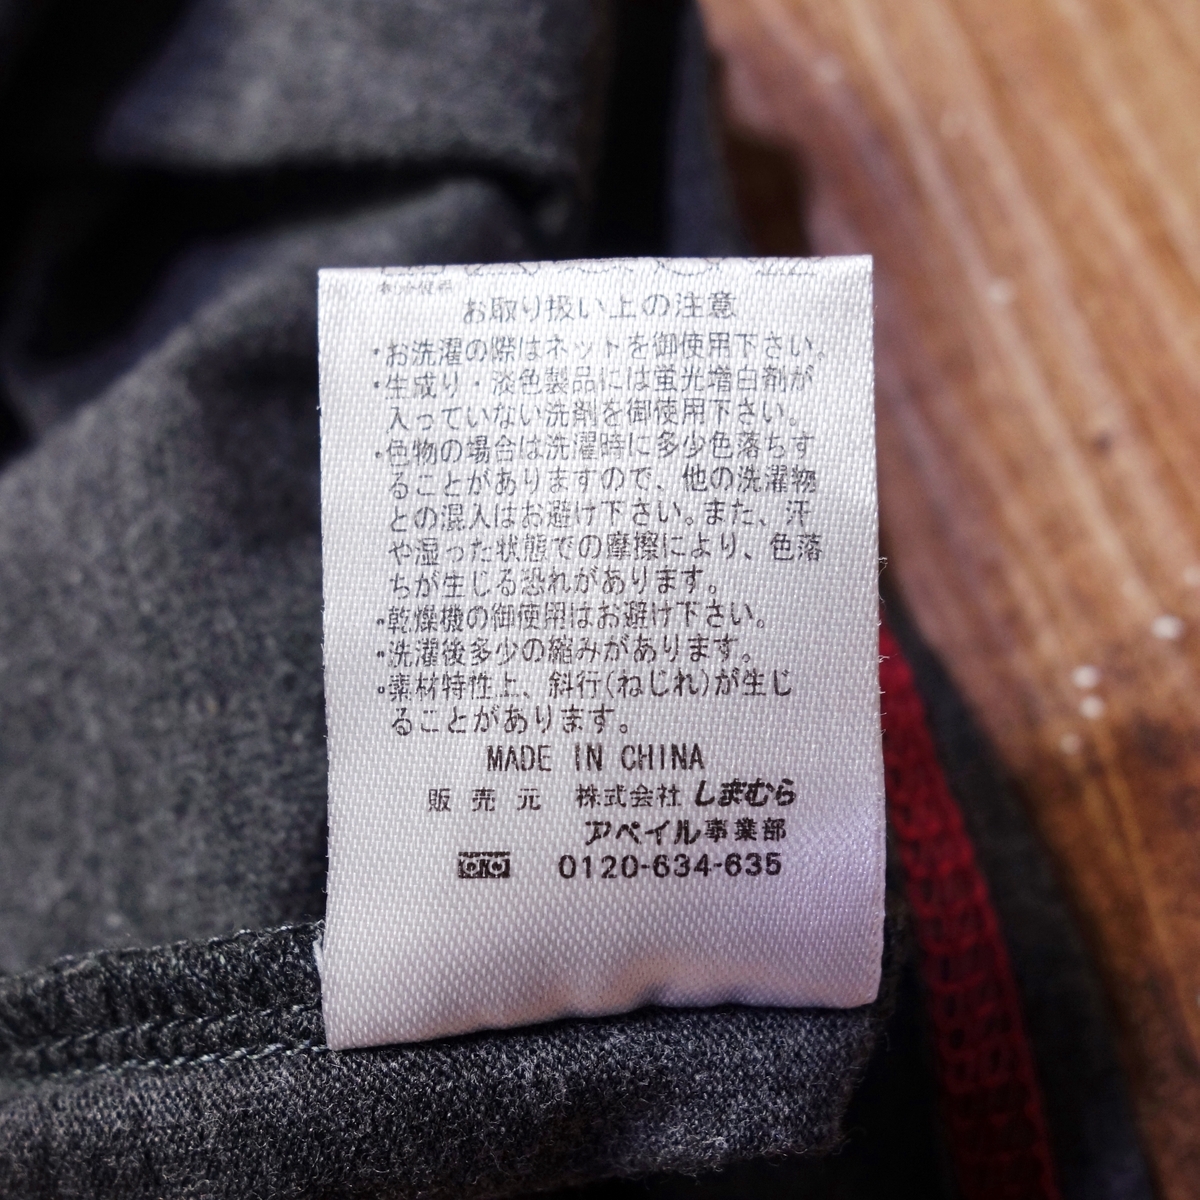 お取り扱い上の注意
・お洗濯の際はネットを御使用下さい。
・生成り・淡色製品には蛍光増白剤が
入っていない洗剤を御使用下さい。
・色物の場合は洗濯時に多少色落ちす
ることがありますので、他の洗濯物
との混入はお避け下さい。また、汗
や湿った状態での摩擦により、色落
ちが生じる恐れがあります。
・乾燥機の御使用はお避け下さい。
・洗濯後多少の縮みがあります。
・素材特性上、斜行(ねじれ)が生じ
ることがあります。
MADE IN CHINA
販売元 株式会社 しまむら
アベイル事業部
0120-634-635